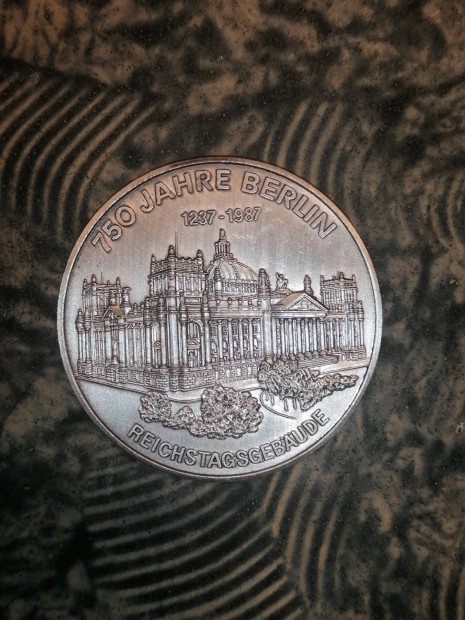 750 JAHRE BERLIN
1237-1987
REICHSTAGSGEBÄUDE